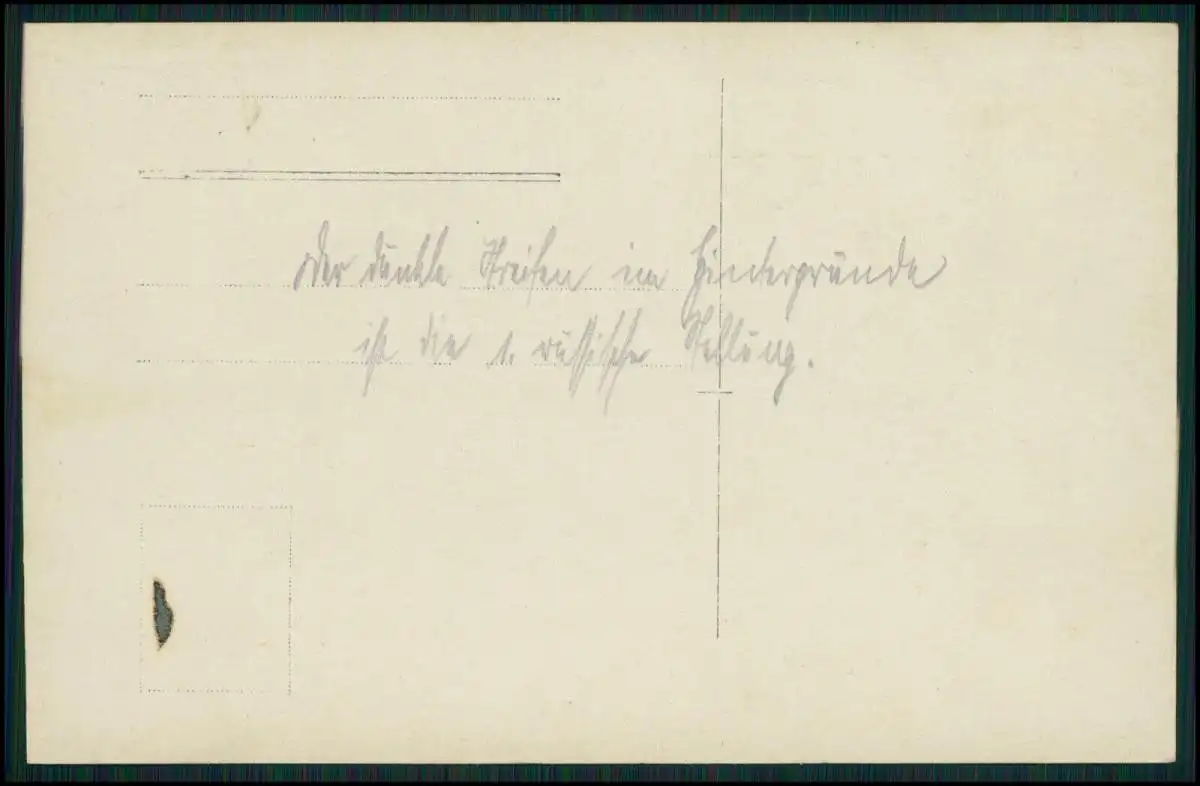 Der dunkle Streifen im Hintergrunde
ist die 1. russische Stellung.